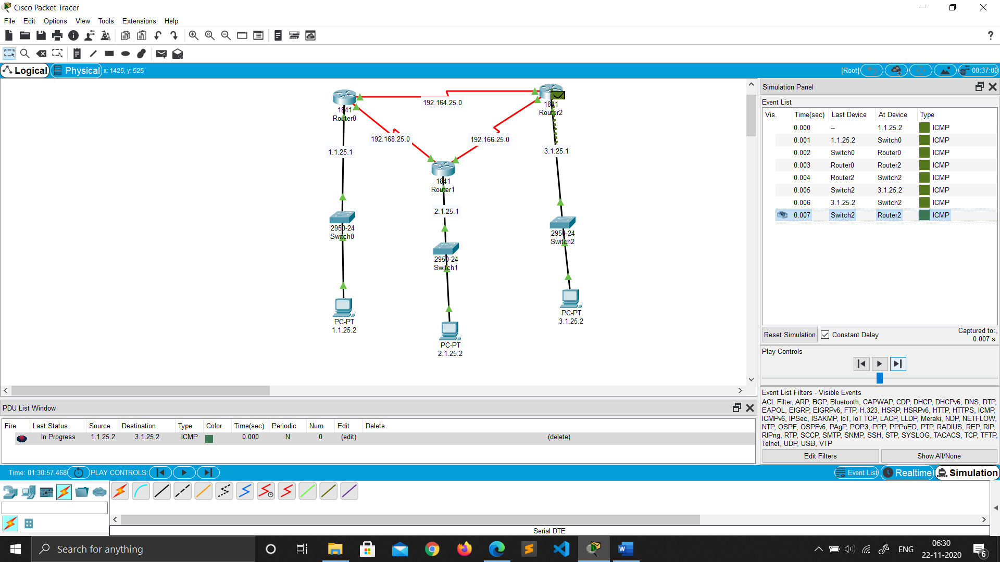 Cisco Packet Tracer
File Edit Options View Tools Extensions Help
?
Logical Physical x: 1425, y: 525 [Root] 00:37:00
192.164.25.0
1841
Router0
1841
Router2
192.168.25.0
192.166.25.0
1.1.25.1
3.1.25.1
1841
Router1
2.1.25.1
2950-24
Switch0
2950-24
Switch2
2950-24
Switch1
PC-PT
1.1.25.2
PC-PT
3.1.25.2
PC-PT
2.1.25.2
Simulation Panel
Event List
Vis. Time(sec) Last Device At Device Type
0.000 -- 1.1.25.2 ICMP
0.001 1.1.25.2 Switch0 ICMP
0.002 Switch0 Router0 ICMP
0.003 Router0 Router2 ICMP
0.004 Router2 Switch2 ICMP
0.005 Switch2 3.1.25.2 ICMP
0.006 3.1.25.2 Switch2 ICMP
0.007 Switch2 Router2 ICMP
Reset Simulation Constant Delay Captured to:
0.007 s
Play Controls
Event List Filters - Visible Events
ACL Filter, ARP, BGP, Bluetooth, CAPWAP, CDP, DHCP, DHCPv6, DNS, DTP,
EAPOL, EIGRP, EIGRPv6, FTP, H.323, HSRP, HSRPv6, HTTP, HTTPS, ICMP,
ICMPv6, IPSec, ISAKMP, IoT, IoT TCP, LACP, LLDP, Meraki, NDP, NETFLOW,
NTP, OSPF, OSPFv6, PAgP, POP3, PPP, PPPoED, PTP, RADIUS, REP, RIP,
RIPng, RTP, SCCP, SMTP, SNMP, SSH, STP, SYSLOG, TACACS, TCP, TFTP,
Telnet, UDP, USB, VTP
Edit Filters Show All/None
PDU List Window
Fire Last Status Source Destination Type Color Time(sec) Periodic Num Edit Delete
In Progress 1.1.25.2 3.1.25.2 ICMP 0.000 N 0 (edit) (delete)
Time: 01:30:57.468 PLAY CONTROLS: Event List Realtime Simulation
Serial DTE
Search for anything
ENG
06:30
22-11-2020
6